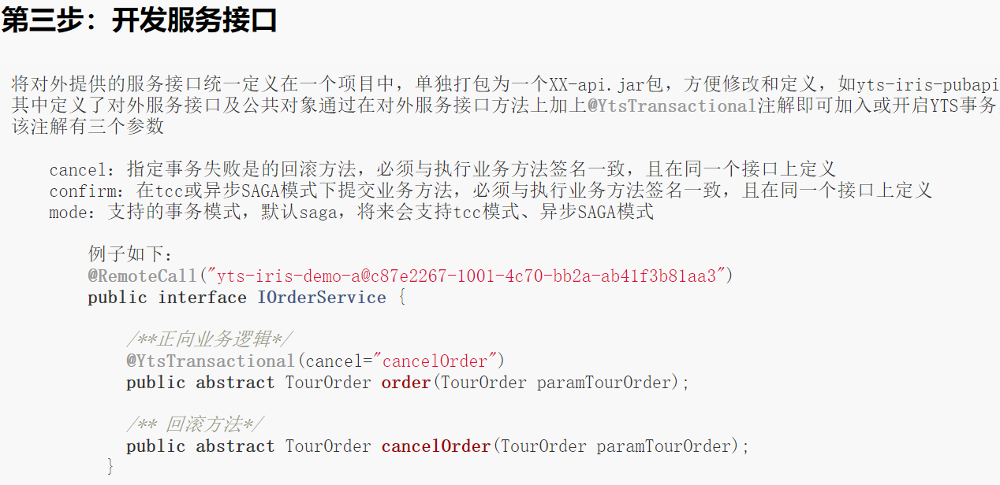 第三步：开发服务接口
将对外提供的服务接口统一定义在一个项目中，单独打包为一个XX-api.jar包，方便修改和定义，如yts-iris-pubapi
其中定义了对外服务接口及公共对象通过在对外服务接口方法上加上@YtsTransactional注解即可加入或开启YTS事务
该注解有三个参数
cancel：指定事务失败是的回滚方法，必须与执行业务方法签名一致，且在同一个接口上定义
confirm：在tcc或异步SAGA模式下提交业务方法，必须与执行业务方法签名一致，且在同一个接口上定义
mode：支持的事务模式，默认saga，将来会支持tcc模式、异步SAGA模式
例子如下：
@RemoteCall("yts-iris-demo-a@c87e2267-1001-4c70-bb2a-ab41f3b81aa3")
public interface IOrderService {
/**正向业务逻辑*/
@YtsTransactional(cancel="cancelOrder")
public abstract TourOrder order(TourOrder paramTourOrder);
/** 回滚方法*/
public abstract TourOrder cancelOrder(TourOrder paramTourOrder);
}